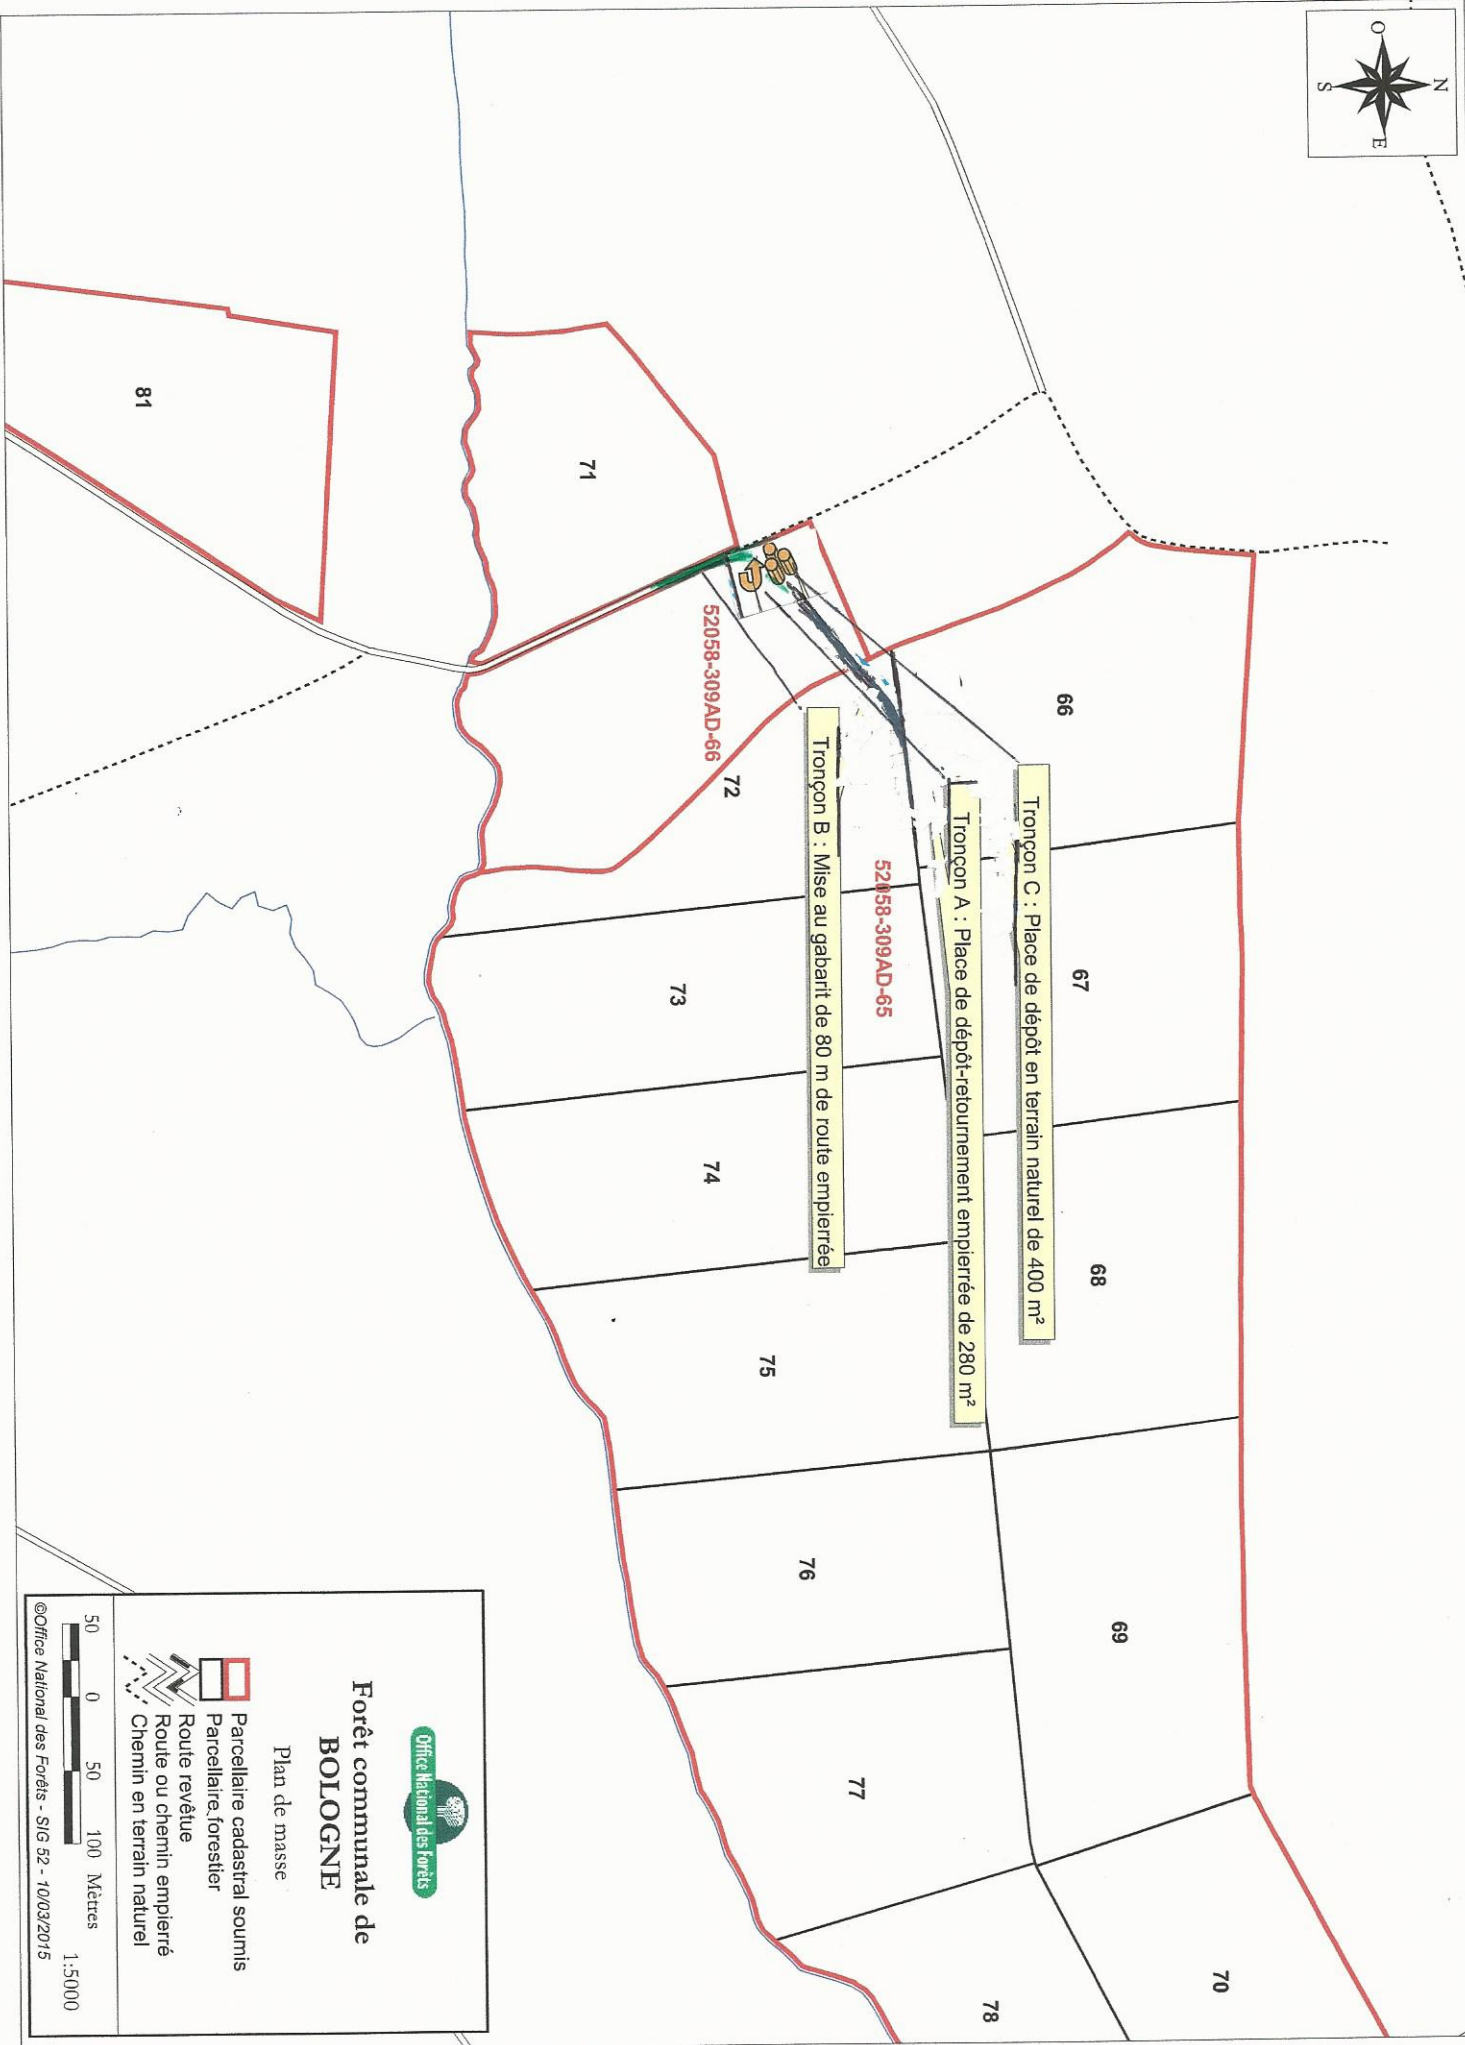 N
O
E
S
66
67
68
69
70
Tronçon C : Place de dépôt en terrain naturel de 400 m²
Tronçon A : Place de dépôt-retournement empierrée de 280 m²
52058-309AD-65
Tronçon B : Mise au gabarit de 80 m de route empierrée
52058-309AD-66
71
72
73
74
75
76
77
78
81
Office National des Forêts
Forêt communale de
BOLOGNE
Plan de masse
Parcellaire cadastral soumis
Parcellaire forestier
Route revêtue
Route ou chemin empierré
Chemin en terrain naturel
50 0 50 100 Mètres
1:5000
©Office National des Forêts - SIG 52 - 10/03/2015